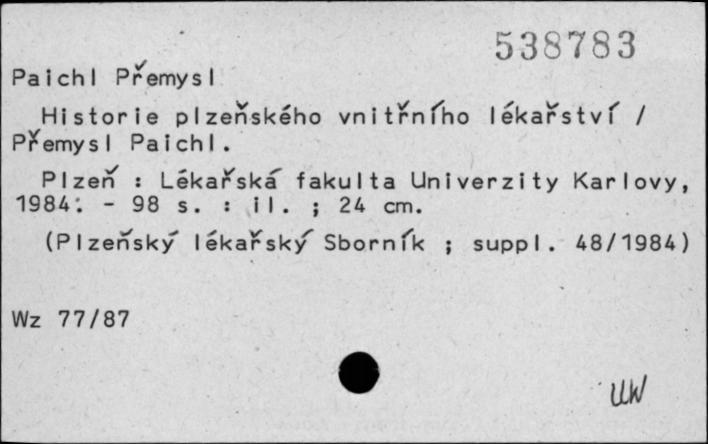 538783
Paichl Přemysl
Historie plzeňského vnitřního lékařství /
Přemysl Paichl.
Plzeň : Lékařská fakulta Univerzity Karlovy,
1984. - 98 s. : il. ; 24 cm.
(Plzeňský lékařský Sborník ; suppl. 48/1984)
Wz 77/87
UW